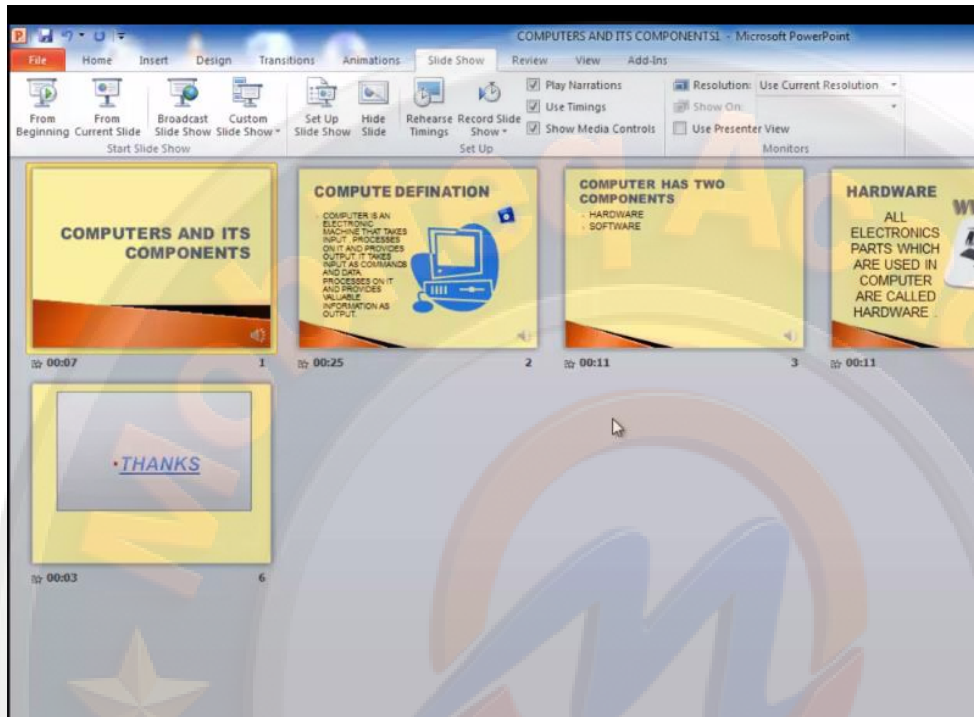 COMPUTERS AND ITS COMPONENTS1 - Microsoft PowerPoint
File Home Insert Design Transitions Animations Slide Show Review View Add-Ins
From Beginning
From Current Slide
Broadcast Slide Show
Custom Slide Show
Set Up Slide Show
Hide Slide
Rehearse Timings
Record Slide Show
Play Narrations
Use Timings
Show Media Controls
Resolution: Use Current Resolution
Show On:
Use Presenter View
Start Slide Show
Set Up
Monitors
COMPUTERS AND ITS
COMPONENTS
00:07 1
COMPUTE DEFINATION
COMPUTER IS AN
ELECTRONIC
MACHINE THAT TAKES
INPUT , PROCESSES
ON IT AND PROVIDES
OUTPUT. IT TAKES
INPUT AS COMMANDS
AND DATA
PROCESSES ON IT
AND PROVIDES
VALUABLE
INFORMATION AS
OUTPUT.
00:25 2
COMPUTER HAS TWO
COMPONENTS
HARDWARE
SOFTWARE
00:11 3
HARDWARE
ALL
ELECTRONICS
PARTS WHICH
ARE USED IN
COMPUTER
ARE CALLED
HARDWARE .
00:11
THANKS
00:03 6